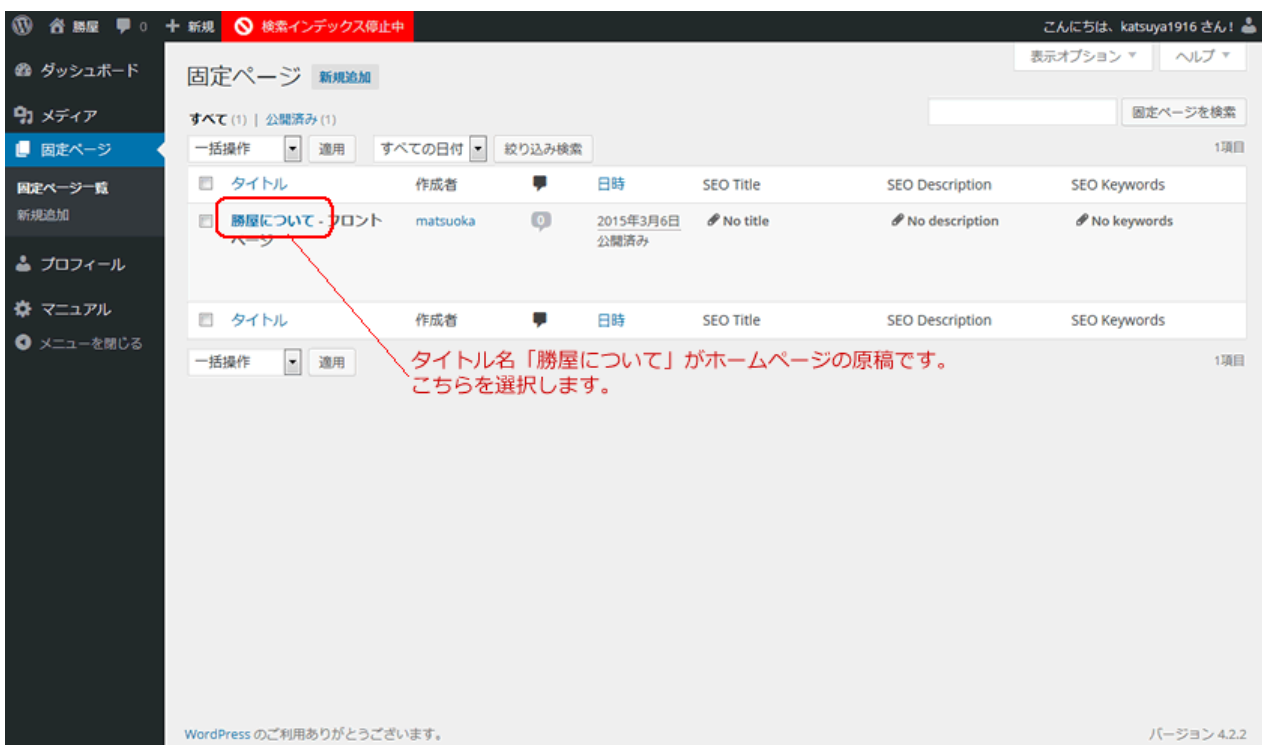 勝屋 0 新規 検索インデックス停止中 こんにちは、katsuya1916 さん!
ダッシュボード
メディア
固定ページ
固定ページ一覧
新規追加
プロフィール
マニュアル
メニューを閉じる
表示オプション ヘルプ
固定ページ 新規追加
すべて (1) | 公開済み (1) 固定ページを検索
一括操作 適用 すべての日付 絞り込み検索 1項目
タイトル 作成者 日時 SEO Title SEO Description SEO Keywords
勝屋について - フロント matsuoka 0 2015年3月6日 No title No description No keywords
ページ 公開済み
タイトル 作成者 日時 SEO Title SEO Description SEO Keywords
一括操作 適用 1項目
タイトル名「勝屋について」がホームページの原稿です。
こちらを選択します。
WordPress のご利用ありがとうございます。 バージョン 4.2.2